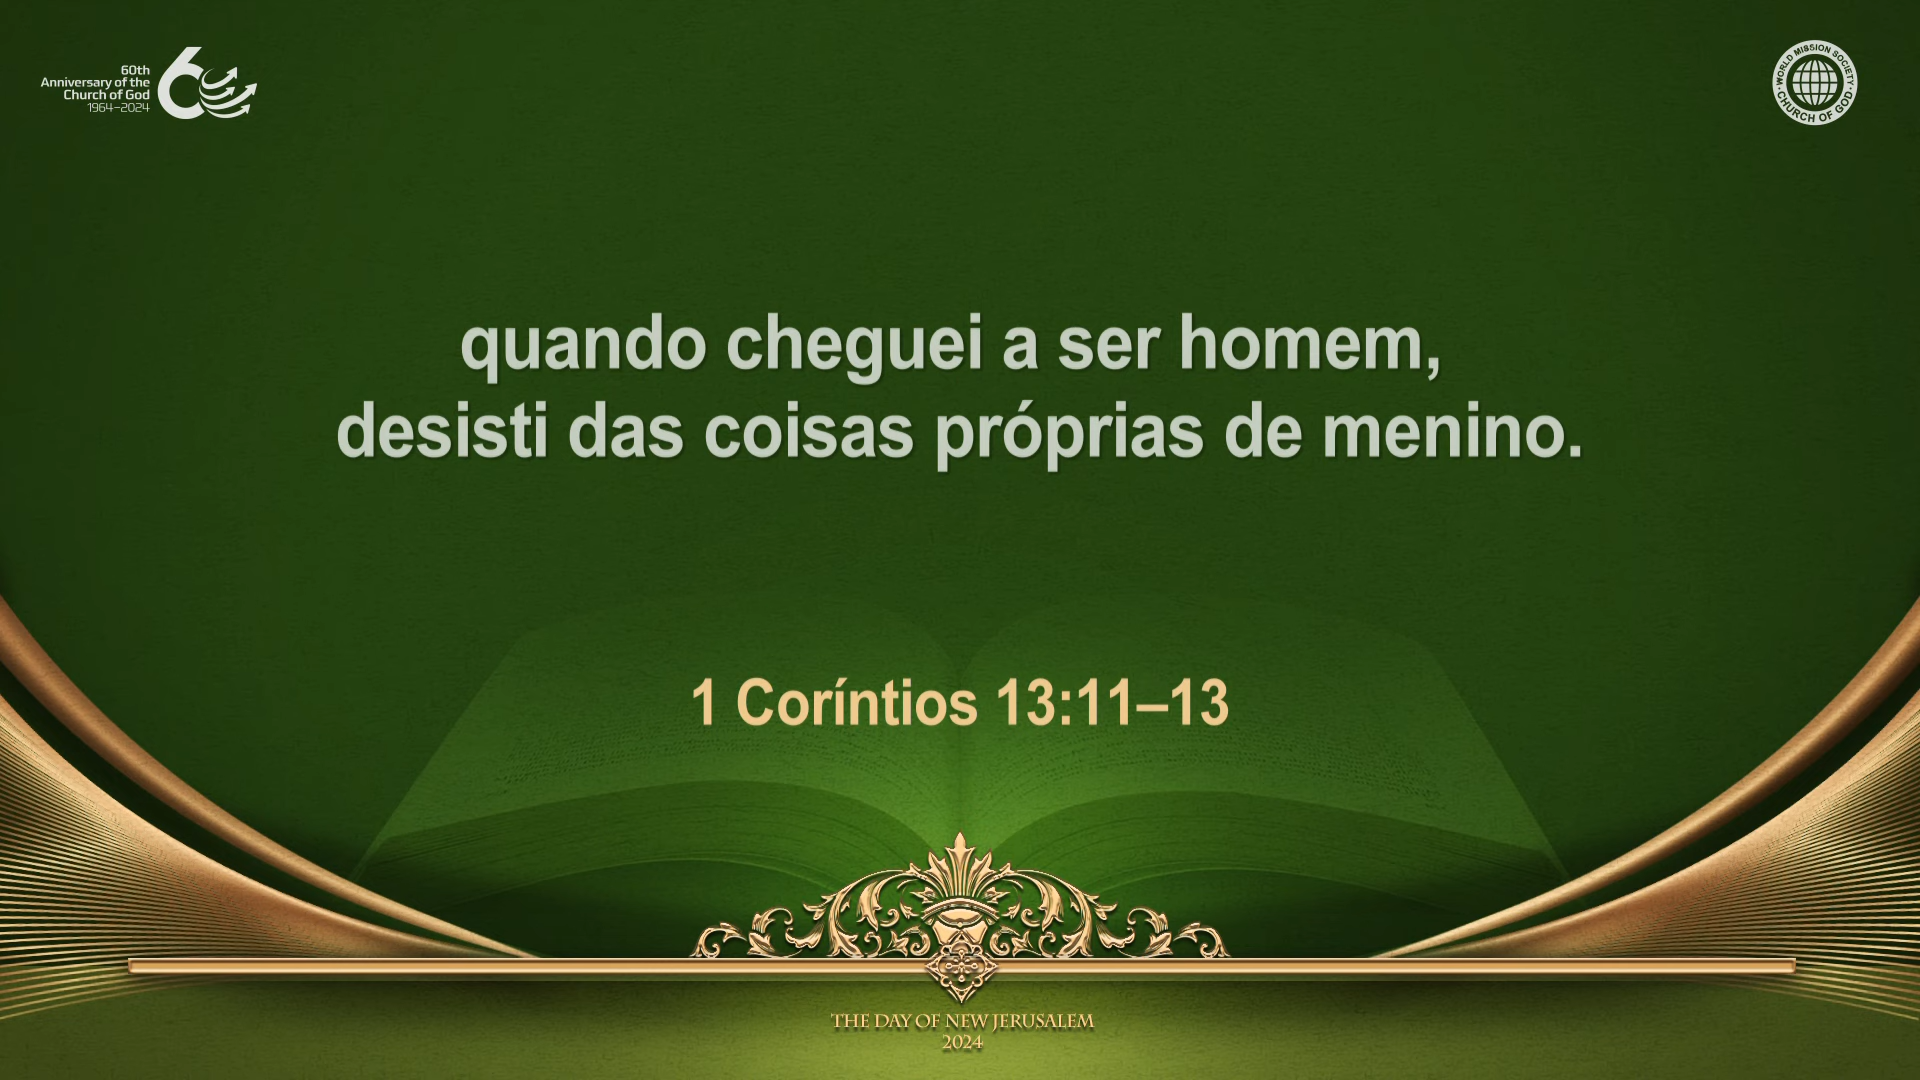 60th
Anniversary of the
Church of God
1964–2024
60
WORLD MISSION SOCIETY
CHURCH OF GOD
quando cheguei a ser homem,
desisti das coisas próprias de menino.
1 Coríntios 13:11–13
THE DAY OF NEW JERUSALEM
2024